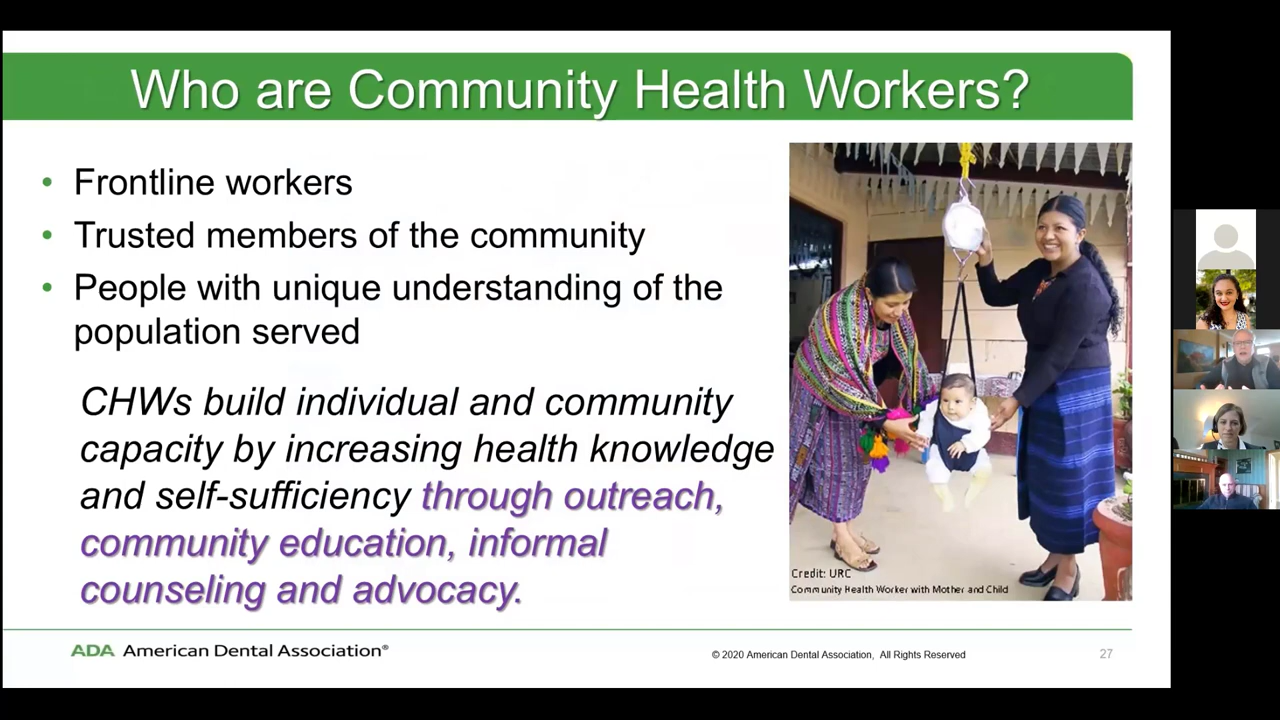 Who are Community Health Workers?
• Frontline workers
• Trusted members of the community
• People with unique understanding of the
population served
CHWs build individual and community
capacity by increasing health knowledge
and self-sufficiency through outreach,
community education, informal
counseling and advocacy.
Credit: URC
Community Health Worker with Mother and Child
ADA American Dental Association®
© 2020 American Dental Association, All Rights Reserved
27